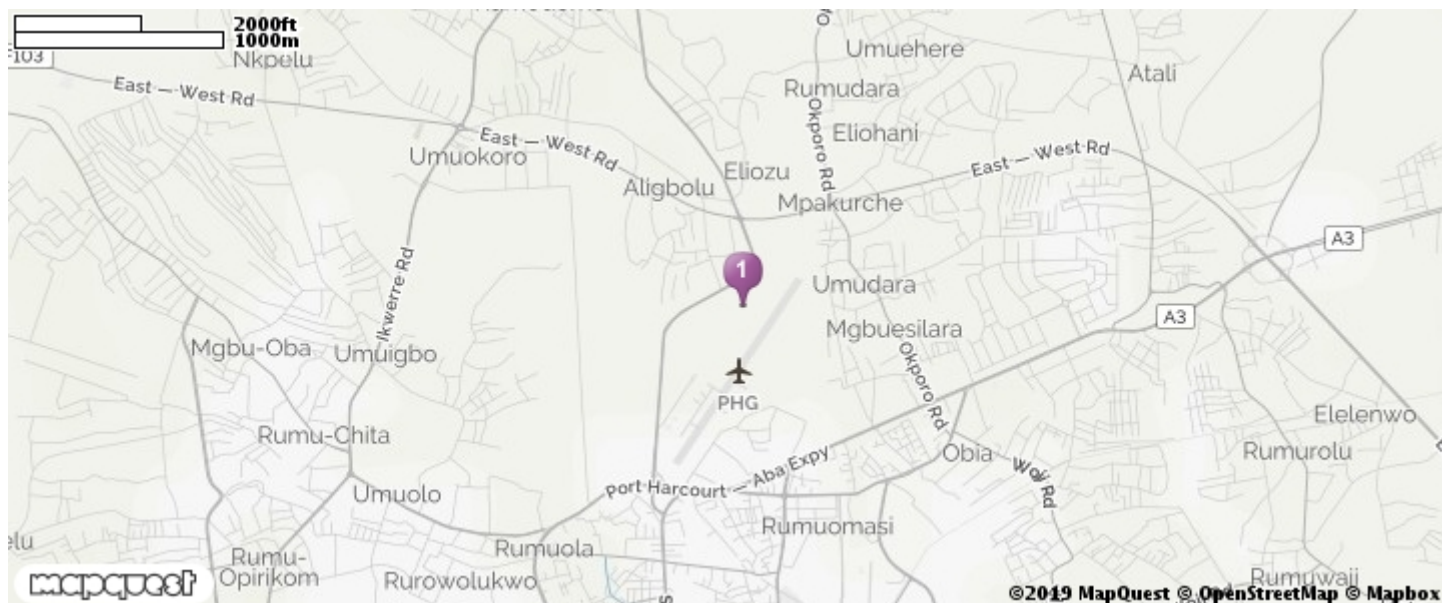 2000ft
1000m
F103
Nkpelu
Umuehere
Atali
East — West Rd
Rumudara
Okporo Rd
Eliohani
East — West Rd
Umuokoro
East — West Rd
Eliozu
Aligbolu
Mpakurche
A3
1
Umudara
Ikwerre Rd
A3
Mgbuesilara
Mgbu-Oba
Umuigbo
Okporo Rd
PHG
Elelenwo
Rumu-Chita
Obia
Rumurolu
Port Harcourt — Aba Expy
Woji Rd
Umuolo
Rumuomasi
Rumuola
Rumu-
Opirikom
Rurowolukwo
Rumuwaji
mapquest
©2019 MapQuest © OpenStreetMap © Mapbox